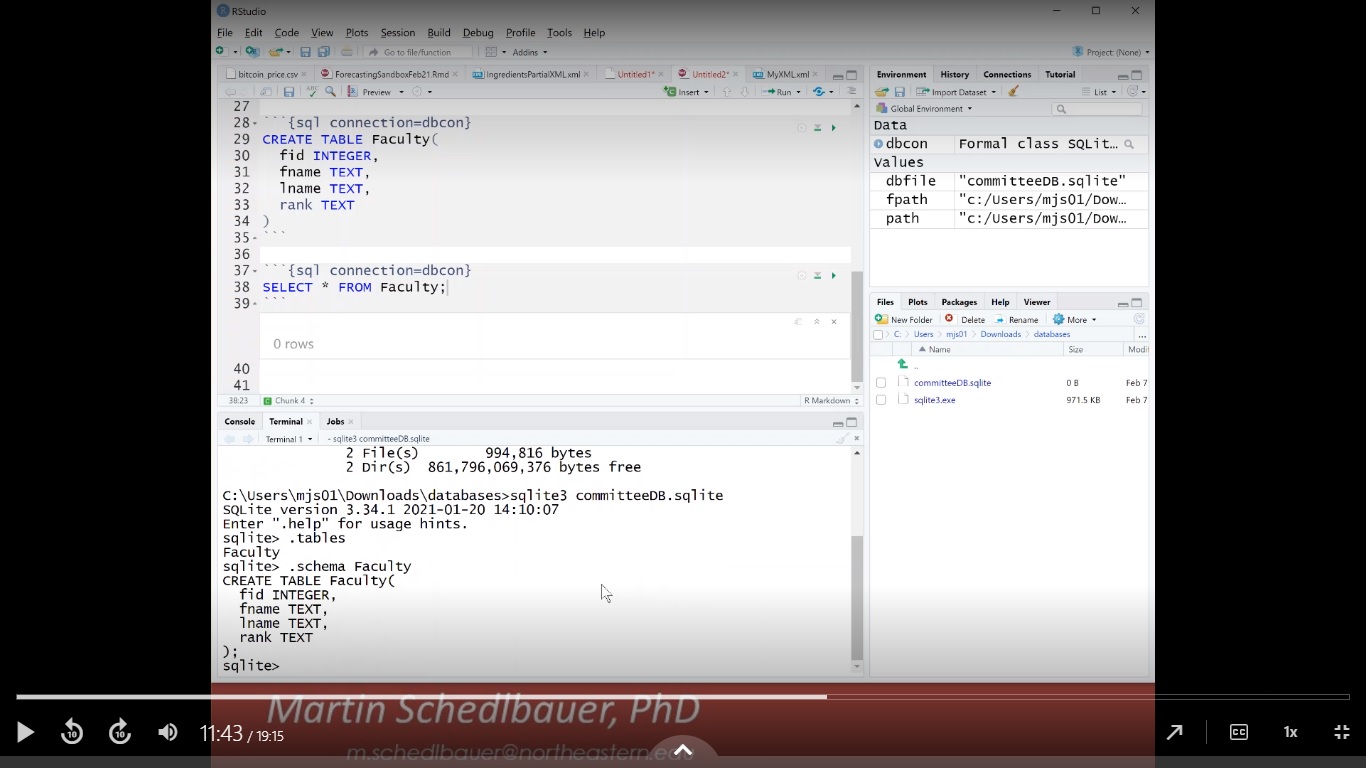 RStudio
File Edit Code View Plots Session Build Debug Profile Tools Help
Go to file/function Addins Project: (None)
bitcoin_price.csv ForecastingSandboxFeb21.Rmd IngredientsPartialXML.xml Untitled1* Untitled2* MyXML.xml
ABC Preview Insert Run
27
28 ```{sql connection=dbcon}
29 CREATE TABLE Faculty(
30 fid INTEGER,
31 fname TEXT,
32 lname TEXT,
33 rank TEXT
34 )
35 ```
36
37 ```{sql connection=dbcon}
38 SELECT * FROM Faculty;
39 ```
0 rows
40
41
38:23 Chunk 4 R Markdown
Console Terminal Jobs
Terminal 1 - sqlite3 committeeDB.sqlite
2 File(s) 994,816 bytes
2 Dir(s) 861,796,069,376 bytes free
C:\Users\mjs01\Downloads\databases>sqlite3 committeeDB.sqlite
SQLite version 3.34.1 2021-01-20 14:10:07
Enter ".help" for usage hints.
sqlite> .tables
Faculty
sqlite> .schema Faculty
CREATE TABLE Faculty(
fid INTEGER,
fname TEXT,
lname TEXT,
rank TEXT
);
sqlite>
Environment History Connections Tutorial
Import Dataset List
Global Environment
Data
dbcon Formal class SQLit…
Values
dbfile "committeeDB.sqlite"
fpath "c:/Users/mjs01/Dow…
path "c:/Users/mjs01/Dow…
Files Plots Packages Help Viewer
New Folder Delete Rename More
C: Users mjs01 Downloads databases ...
Name Size Modi
..
committeeDB.sqlite 0 B Feb 7
sqlite3.exe 971.5 KB Feb 7
Martin Schedlbauer, PhD
m.schedlbauer@northeastern.edu
10 10 11:43 / 19:15 CC 1x